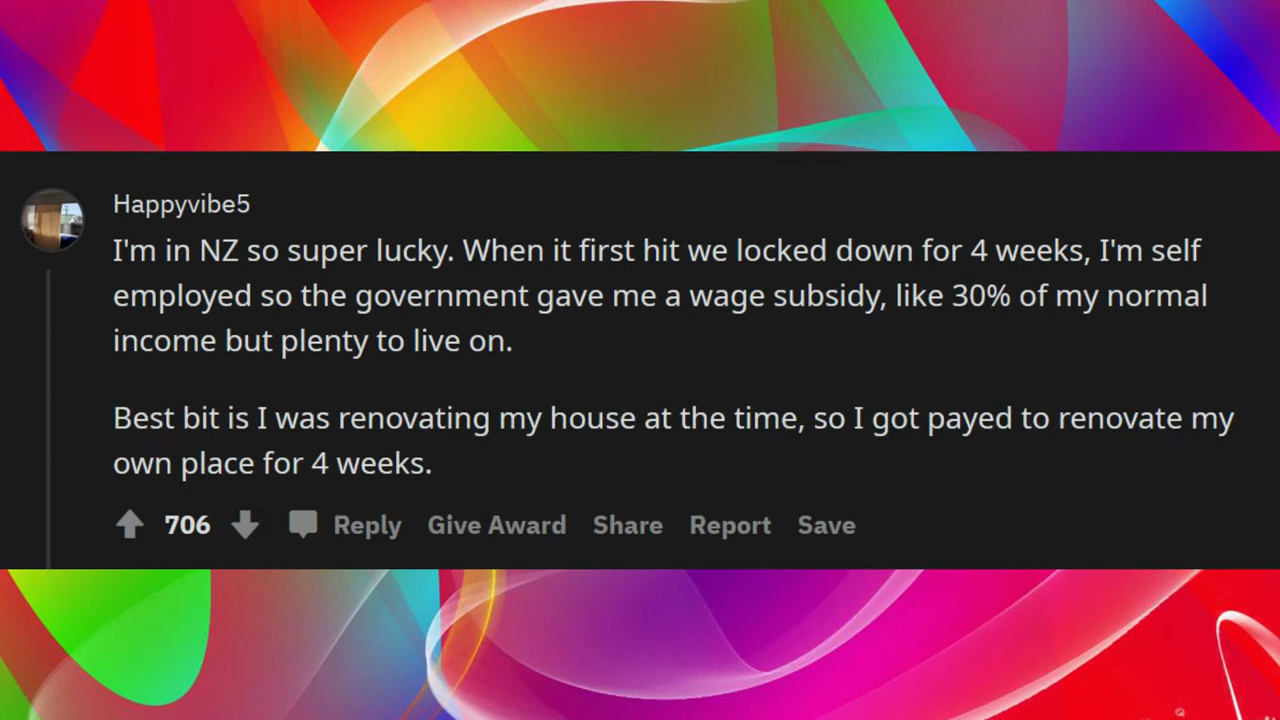 Happyvibe5
I'm in NZ so super lucky. When it first hit we locked down for 4 weeks, I'm self
employed so the government gave me a wage subsidy, like 30% of my normal
income but plenty to live on.
Best bit is I was renovating my house at the time, so I got payed to renovate my
own place for 4 weeks.
706 Reply Give Award Share Report Save